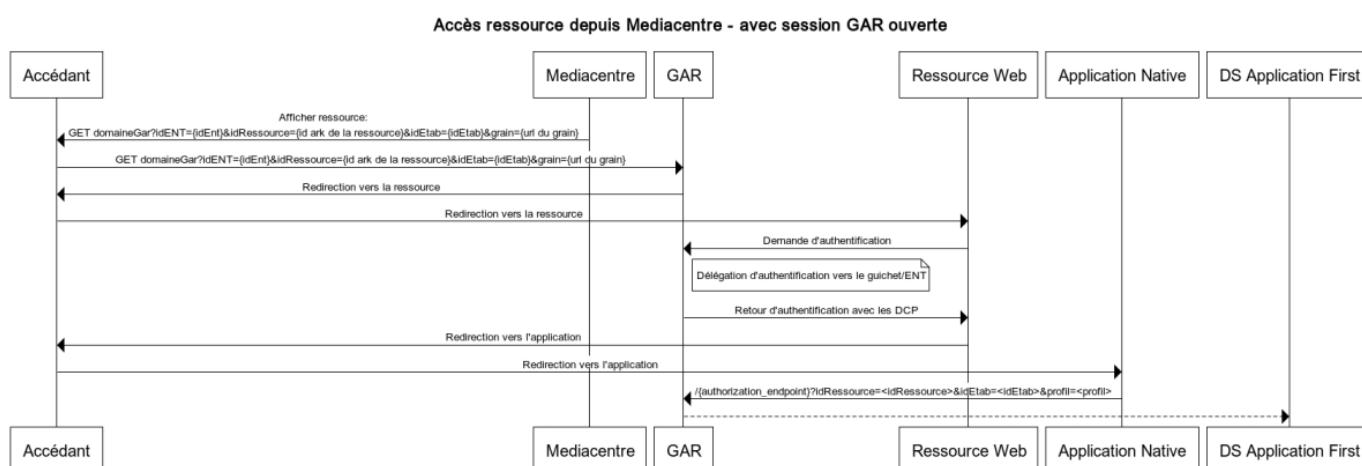 Accès ressource depuis Mediacentre - avec session GAR ouverte
Accédant
Mediacentre
GAR
Ressource Web
Application Native
DS Application First
Afficher ressource:
GET domaineGar?idENT={idEnt}&idRessource={id ark de la ressource}&idEtab={idEtab}&grain={url du grain}
GET domaineGar?idENT={idEnt}&idRessource={id ark de la ressource}&idEtab={idEtab}&grain={url du grain}
Redirection vers la ressource
Redirection vers la ressource
Demande d'authentification
Délégation d'authentification vers le guichet/ENT
Retour d'authentification avec les DCP
Redirection vers l'application
Redirection vers l'application
/{authorization_endpoint}?idRessource=<idRessource>&idEtab=<idEtab>&profil=<profil>
Accédant
Mediacentre
GAR
Ressource Web
Application Native
DS Application First